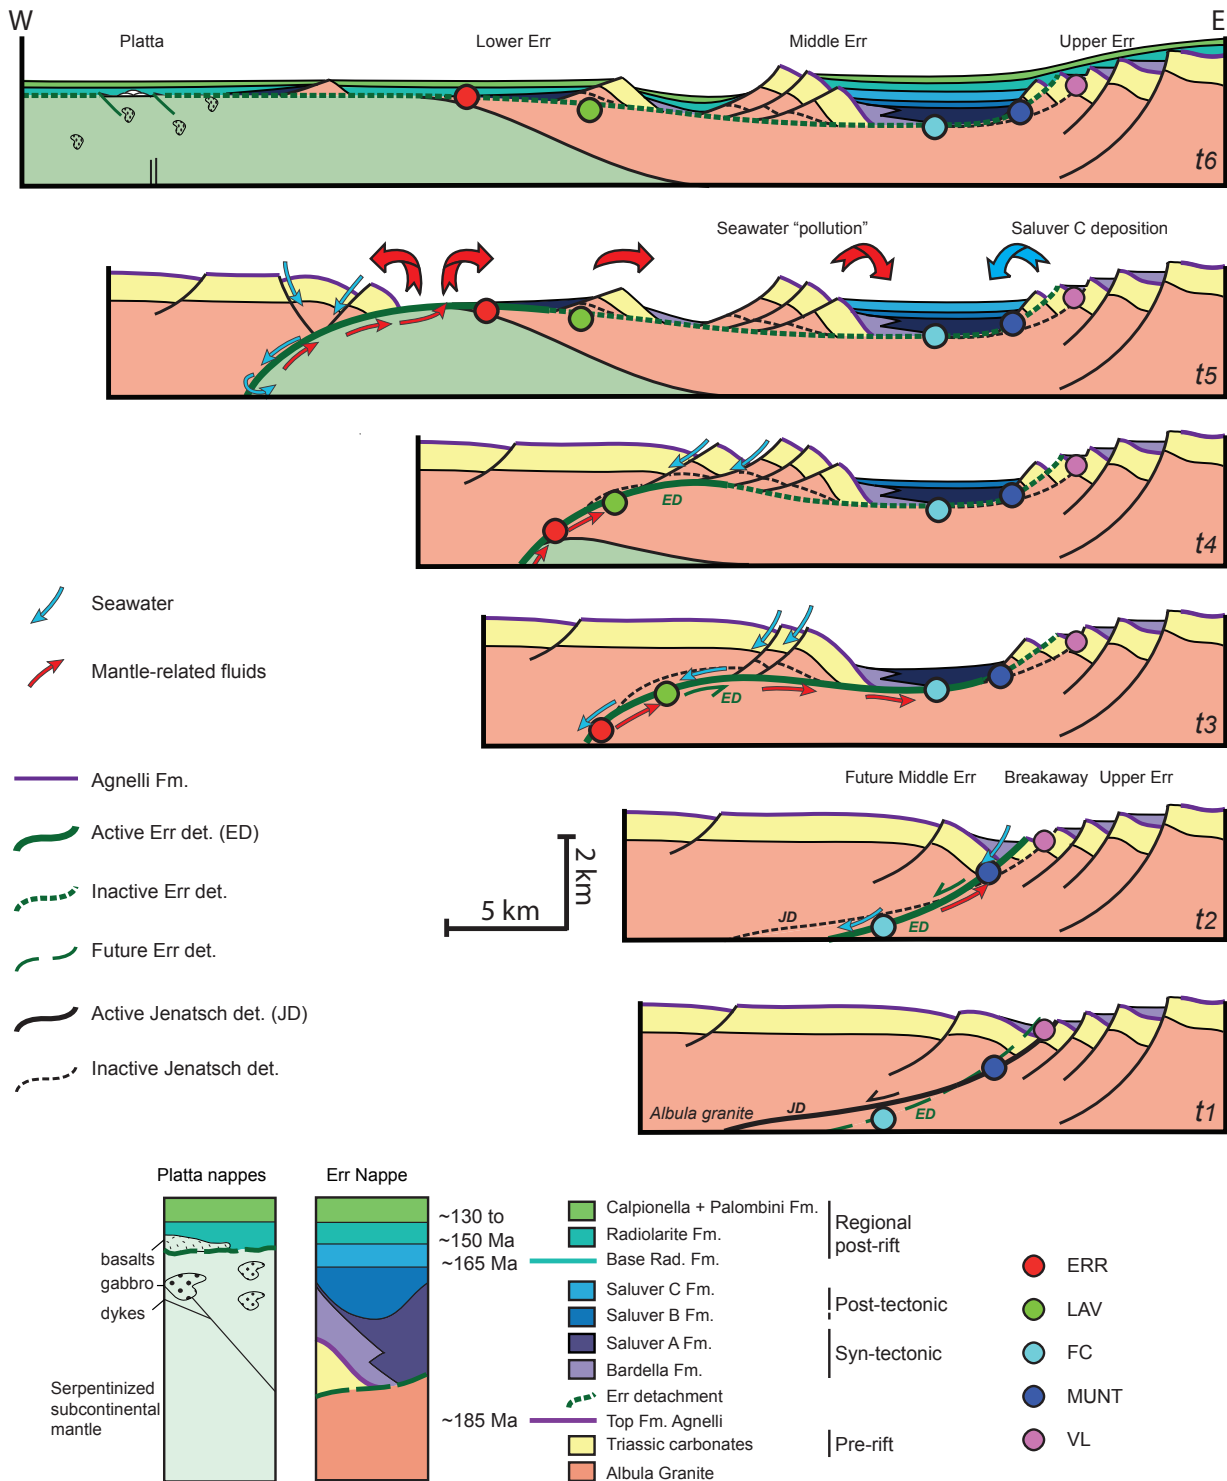 W E
Platta Lower Err Middle Err Upper Err
t6
Seawater "pollution" Saluver C deposition
t5
ED
t4
Seawater
Mantle-related fluids
ED
t3
Agnelli Fm.
Future Middle Err Breakaway Upper Err
Active Err det. (ED)
2 km
5 km
Inactive Err det.
JD ED
t2
Future Err det.
Active Jenatsch det. (JD)
Inactive Jenatsch det.
Albula granite JD ED
t1
Platta nappes Err Nappe
basalts
gabbro
dykes
Serpentinized
subcontinental
mantle
~130 to
~150 Ma
~165 Ma
~185 Ma
Calpionella + Palombini Fm.
Radiolarite Fm.
Base Rad. Fm.
Saluver C Fm.
Saluver B Fm.
Saluver A Fm.
Bardella Fm.
Err detachment
Top Fm. Agnelli
Triassic carbonates
Albula Granite
Regional
post-rift
Post-tectonic
Syn-tectonic
Pre-rift
ERR
LAV
FC
MUNT
VL